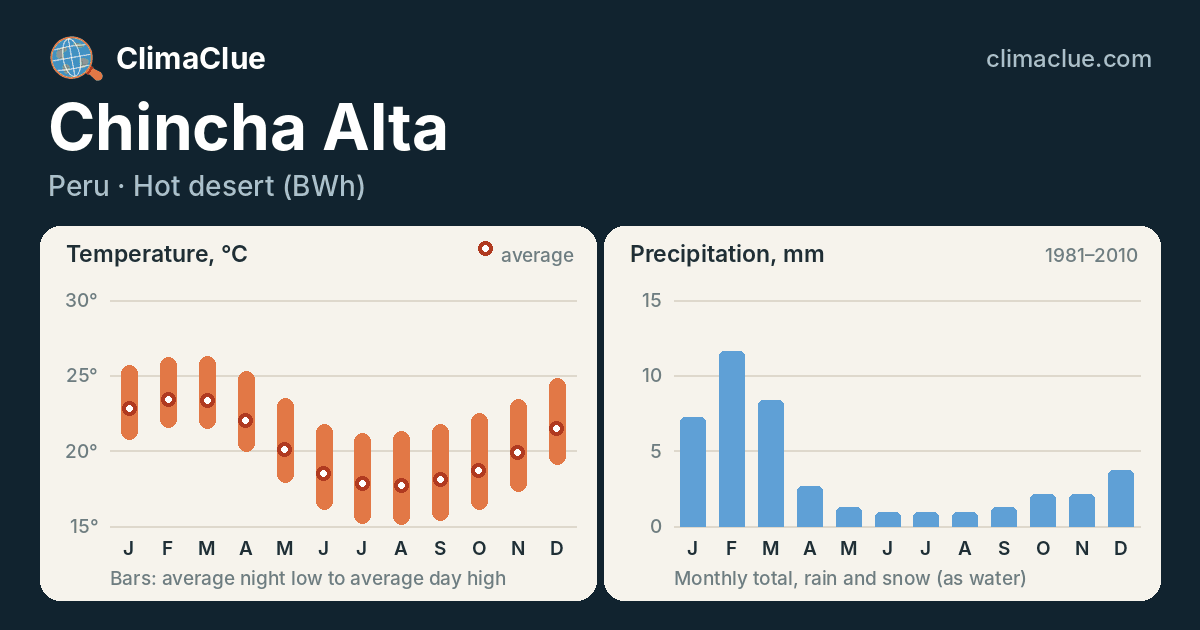 ClimaClue
climaclue.com
Chincha Alta
Peru · Hot desert (BWh)
Temperature, °C
average
30°
25°
20°
15°
J F M A M J J A S O N D
Bars: average night low to average day high
Precipitation, mm
1981–2010
15
10
5
0
J F M A M J J A S O N D
Monthly total, rain and snow (as water)